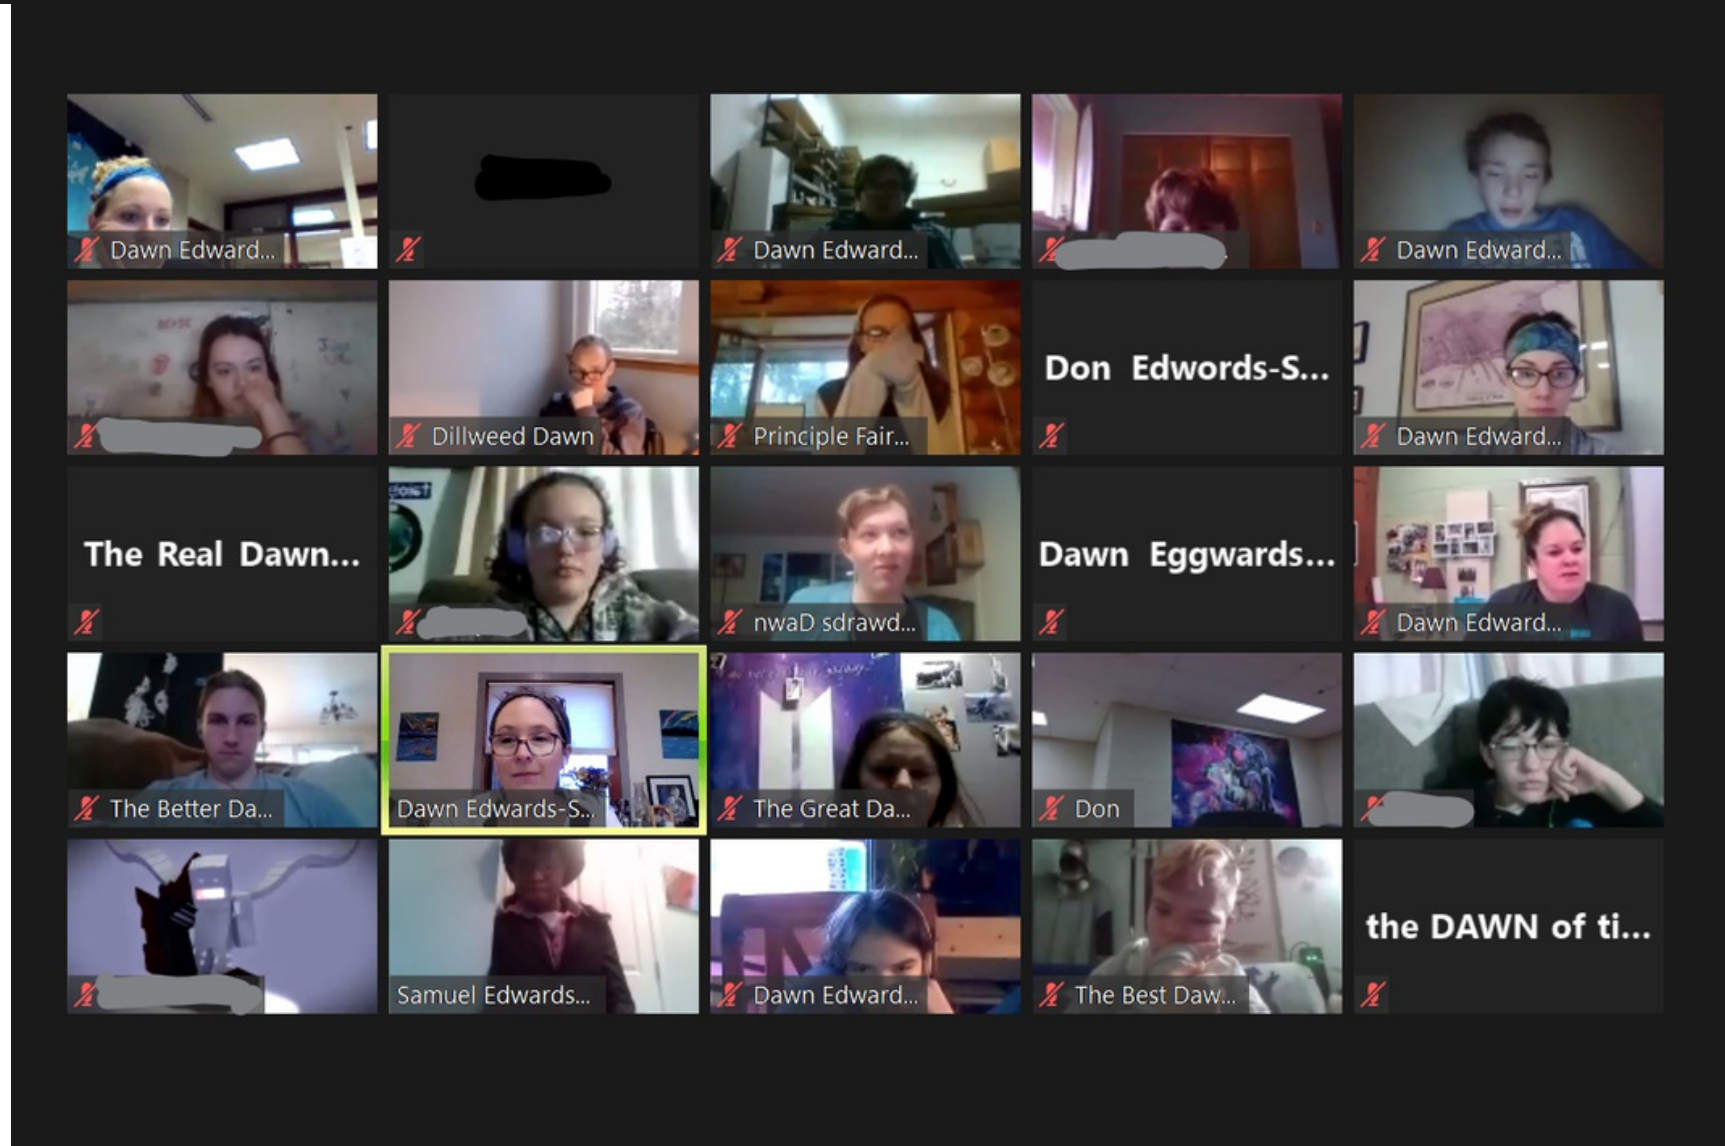 Dawn Edward...
Dawn Edward...
Dawn Edward...
AC/DC
Dillweed Dawn
Principle Fair...
Don Edwords-S...
Dawn Edward...
The Real Dawn...
nwaD sdrawd...
Dawn Eggwards...
Dawn Edward...
The Better Da...
Dawn Edwards-S...
The Great Da...
Don
Samuel Edwards...
Dawn Edward...
The Best Daw...
the DAWN of ti...